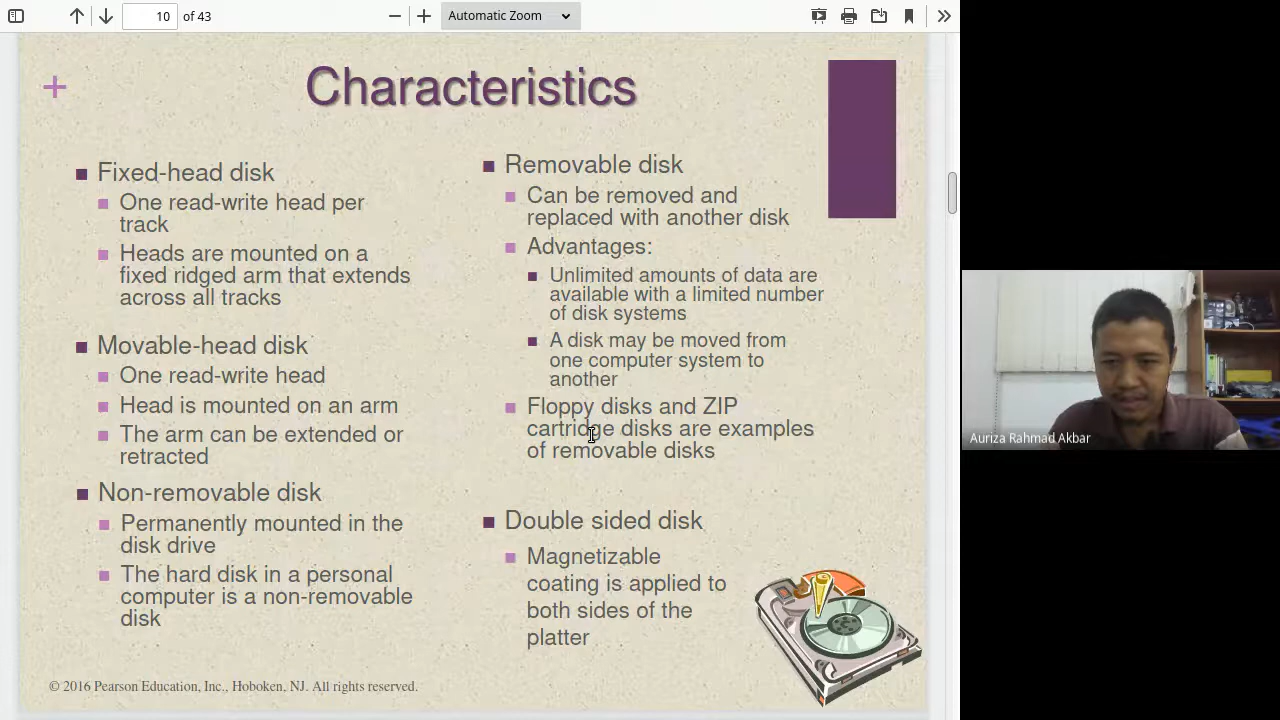 10
of 43
Automatic Zoom
+
Characteristics
■ Fixed-head disk
■ One read-write head per
track
■ Heads are mounted on a
fixed ridged arm that extends
across all tracks
■ Movable-head disk
■ One read-write head
■ Head is mounted on an arm
■ The arm can be extended or
retracted
■ Non-removable disk
■ Permanently mounted in the
disk drive
■ The hard disk in a personal
computer is a non-removable
disk
■ Removable disk
■ Can be removed and
replaced with another disk
■ Advantages:
■ Unlimited amounts of data are
available with a limited number
of disk systems
■ A disk may be moved from
one computer system to
another
■ Floppy disks and ZIP
cartridge disks are examples
of removable disks
■ Double sided disk
■ Magnetizable
coating is applied to
both sides of the
platter
© 2016 Pearson Education, Inc., Hoboken, NJ. All rights reserved.
Auriza Rahmad Akbar